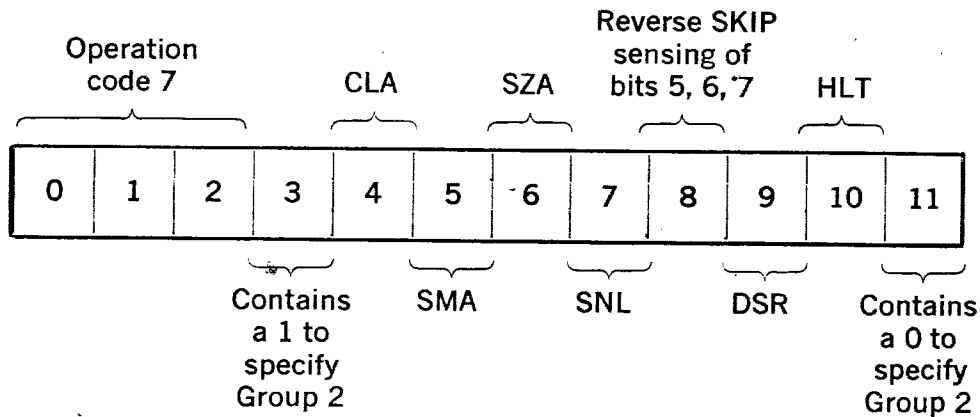 Operation
code 7
CLA
SZA
Reverse SKIP
sensing of
bits 5, 6, 7
HLT
0 1 2 3 4 5 6 7 8 9 10 11
Contains
a 1 to
specify
Group 2
SMA
SNL
DSR
Contains
a 0 to
specify
Group 2